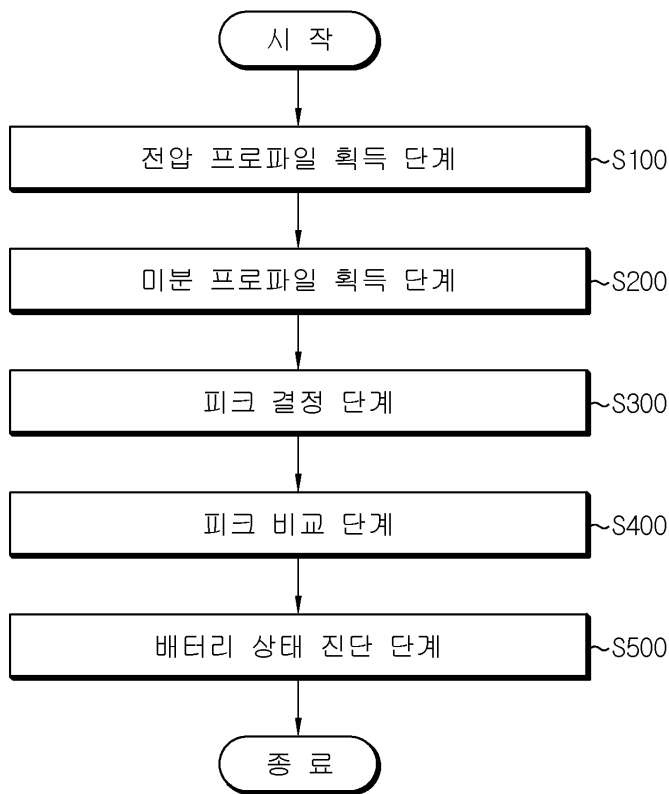 시 작
전압 프로파일 획득 단계
~S100
미분 프로파일 획득 단계
~S200
피크 결정 단계
~S300
피크 비교 단계
~S400
배터리 상태 진단 단계
~S500
종 료